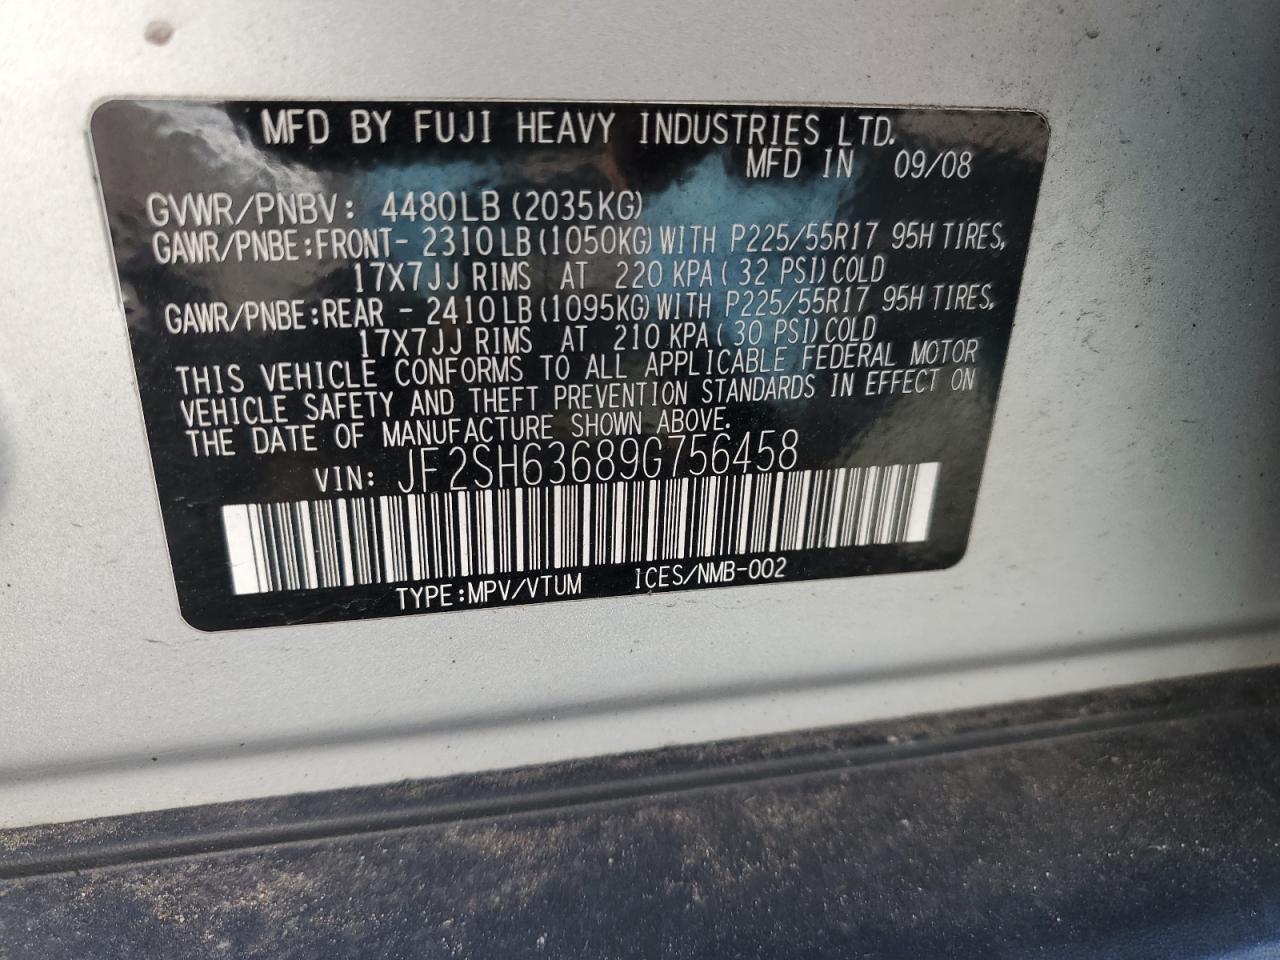 MFD BY FUJI HEAVY INDUSTRIES LTD.
MFD IN 09/08
GVWR/PNBV: 4480LB (2035KG)
GAWR/PNBE:FRONT- 2310LB(1050KG)WITH P225/55R17 95H TIRES,
17X7JJ RIMS AT 220 KPA( 32 PSI)COLD
GAWR/PNBE:REAR - 2410LB(1095KG)WITH P225/55R17 95H TIRES,
17X7JJ RIMS AT 210 KPA( 30 PSI)COLD
THIS VEHICLE CONFORMS TO ALL APPLICABLE FEDERAL MOTOR
VEHICLE SAFETY AND THEFT PREVENTION STANDARDS IN EFFECT ON
THE DATE OF MANUFACTURE SHOWN ABOVE.
VIN: JF2SH63689G756458
TYPE:MPV/VTUM ICES/NMB-002